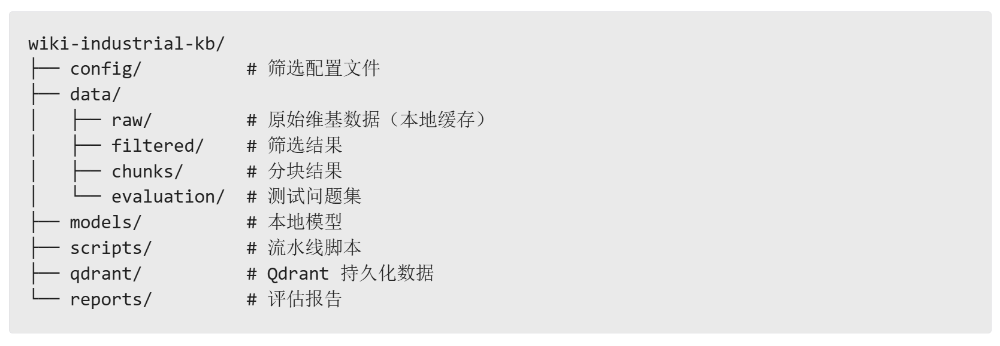 wiki-industrial-kb/
├── config/          # 筛选配置文件
├── data/
│   ├── raw/         # 原始维基数据（本地缓存）
│   ├── filtered/    # 筛选结果
│   ├── chunks/      # 分块结果
│   └── evaluation/  # 测试问题集
├── models/          # 本地模型
├── scripts/         # 流水线脚本
├── qdrant/          # Qdrant 持久化数据
└── reports/         # 评估报告